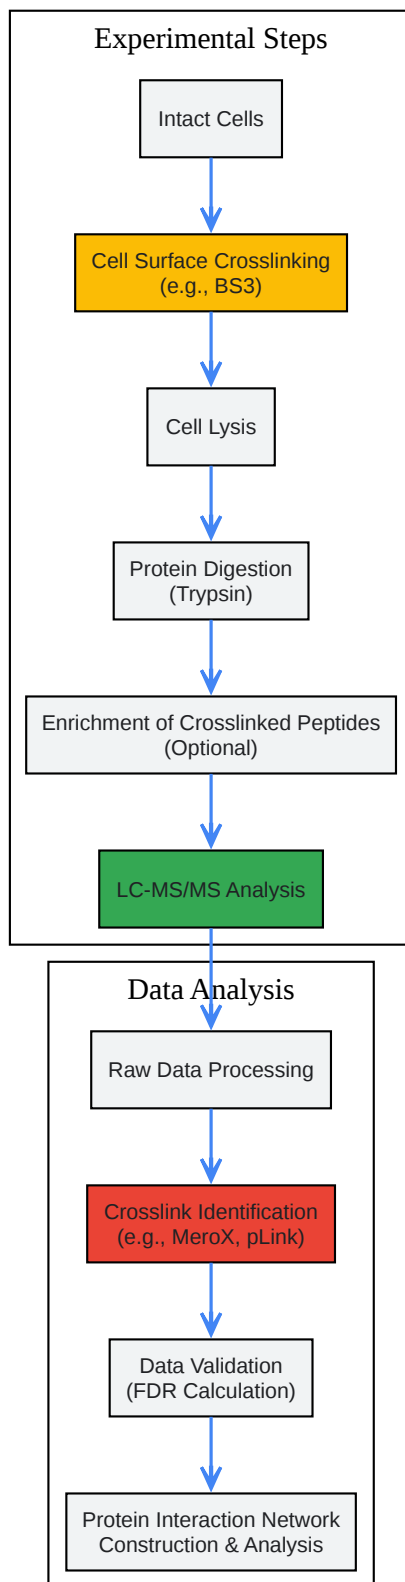 Experimental Steps
Intact Cells
Cell Surface Crosslinking
(e.g., BS3)
Cell Lysis
Protein Digestion
(Trypsin)
Enrichment of Crosslinked Peptides
(Optional)
LC-MS/MS Analysis
Data Analysis
Raw Data Processing
Crosslink Identification
(e.g., MeroX, pLink)
Data Validation
(FDR Calculation)
Protein Interaction Network
Construction & Analysis